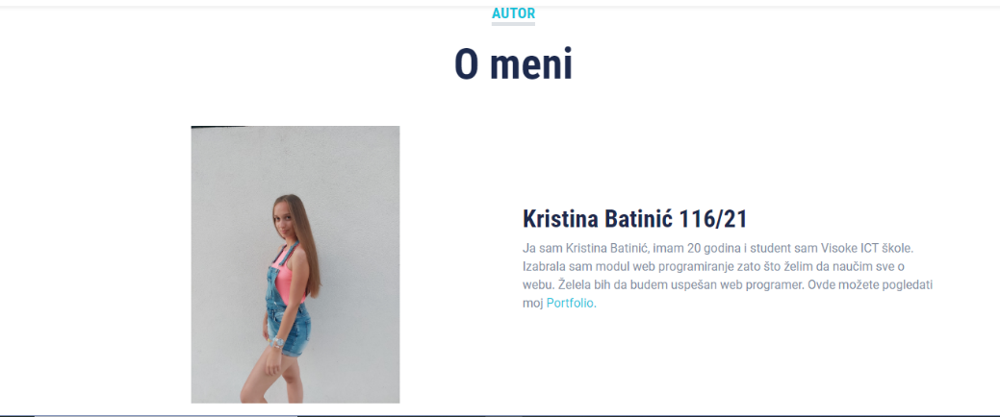 AUTOR
O meni
Kristina Batinić 116/21
Ja sam Kristina Batinić, imam 20 godina i student sam Visoke ICT škole.
Izabrala sam modul web programiranje zato što želim da naučim sve o
webu. Želela bih da budem uspešan web programer. Ovde možete pogledati
moj Portfolio.